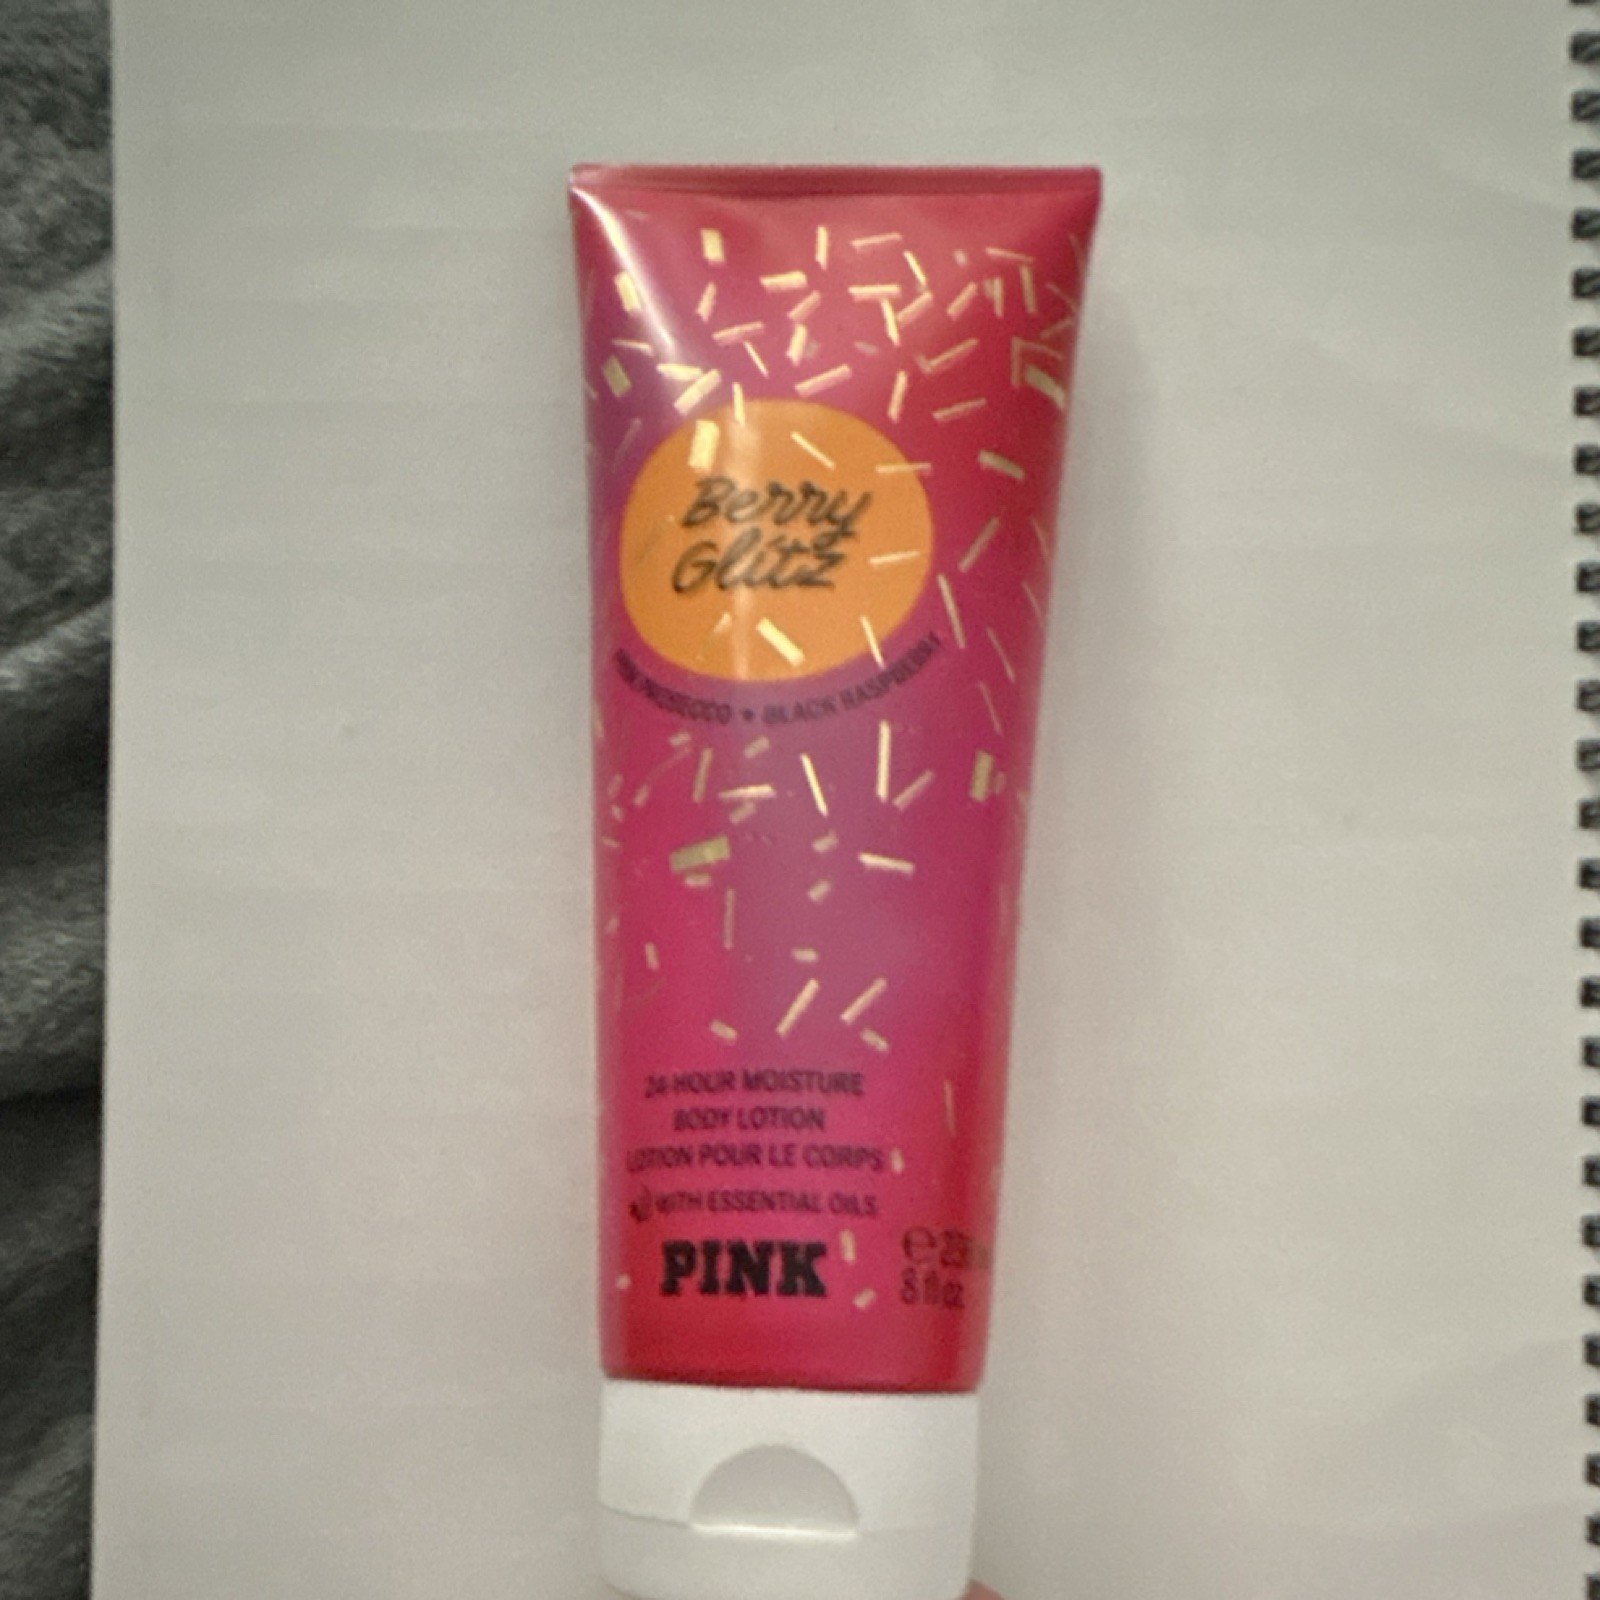 Berry
Glitz
PROSECCO • BLACK RASPBERRY
24-HOUR MOISTURE
BODY LOTION
LOTION POUR LE CORPS
WITH ESSENTIAL OILS
PINK
8 fl oz